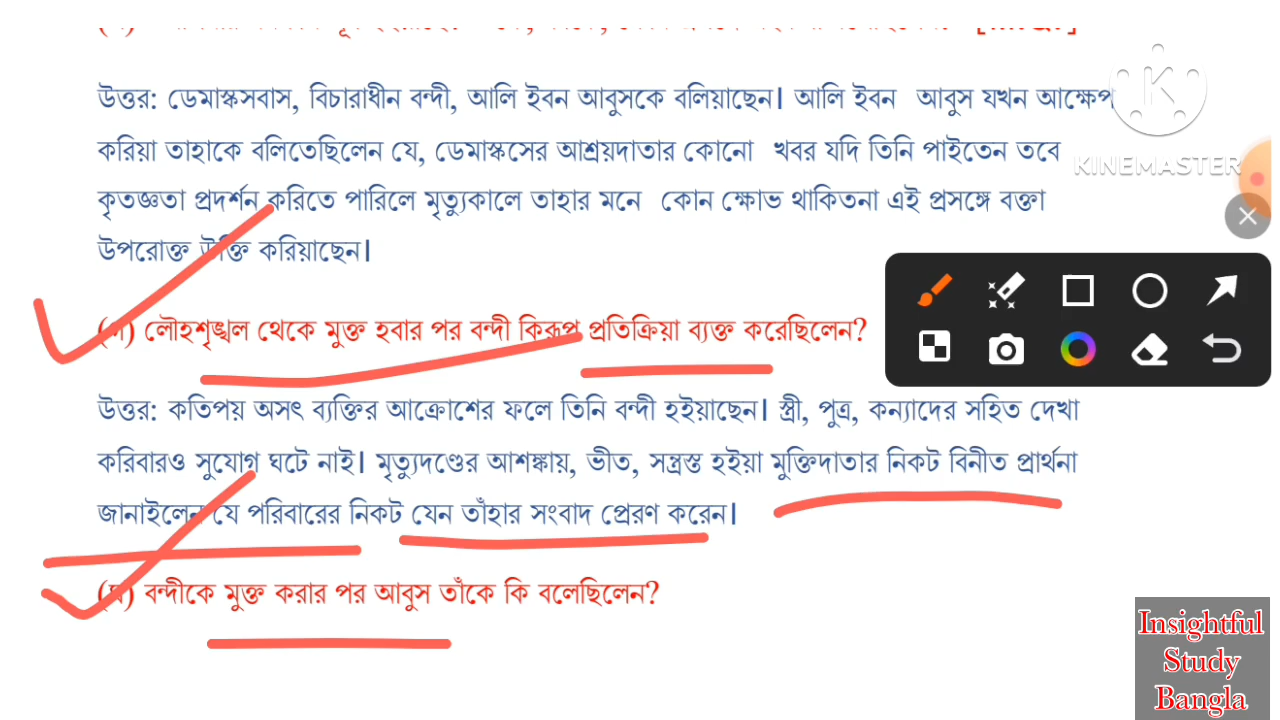 উত্তর: ডেমাস্কসবাস, বিচারাধীন বন্দী, আলি ইবন আবুসকে বলিয়াছেন। আলি ইবন আবুস যখন আক্ষেপ
করিয়া তাহাকে বলিতেছিলেন যে, ডেমাস্কসের আশ্রয়দাতার কোনো খবর যদি তিনি পাইতেন তবে
কৃতজ্ঞতা প্রদর্শন করিতে পারিলে মৃত্যুকালে তাহার মনে কোন ক্ষোভ থাকিতনা এই প্রসঙ্গে বক্তা
উপরোক্ত উক্তি করিয়াছেন।
(গ) লৌহশৃঙ্খল থেকে মুক্ত হবার পর বন্দী কিরূপ প্রতিক্রিয়া ব্যক্ত করেছিলেন?
উত্তর: কতিপয় অসৎ ব্যক্তির আক্রোশের ফলে তিনি বন্দী হইয়াছেন। স্ত্রী, পুত্র, কন্যাদের সহিত দেখা
করিবারও সুযোগ ঘটে নাই। মৃত্যুদণ্ডের আশঙ্কায়, ভীত, সন্ত্রস্ত হইয়া মুক্তিদাতার নিকট বিনীত প্রার্থনা
জানাইলেন যে পরিবারের নিকট যেন তাঁহার সংবাদ প্রেরণ করেন।
(ঘ) বন্দীকে মুক্ত করার পর আবুস তাঁকে কি বলেছিলেন?
K
KINEMASTER
Insightful
Study
Bangla